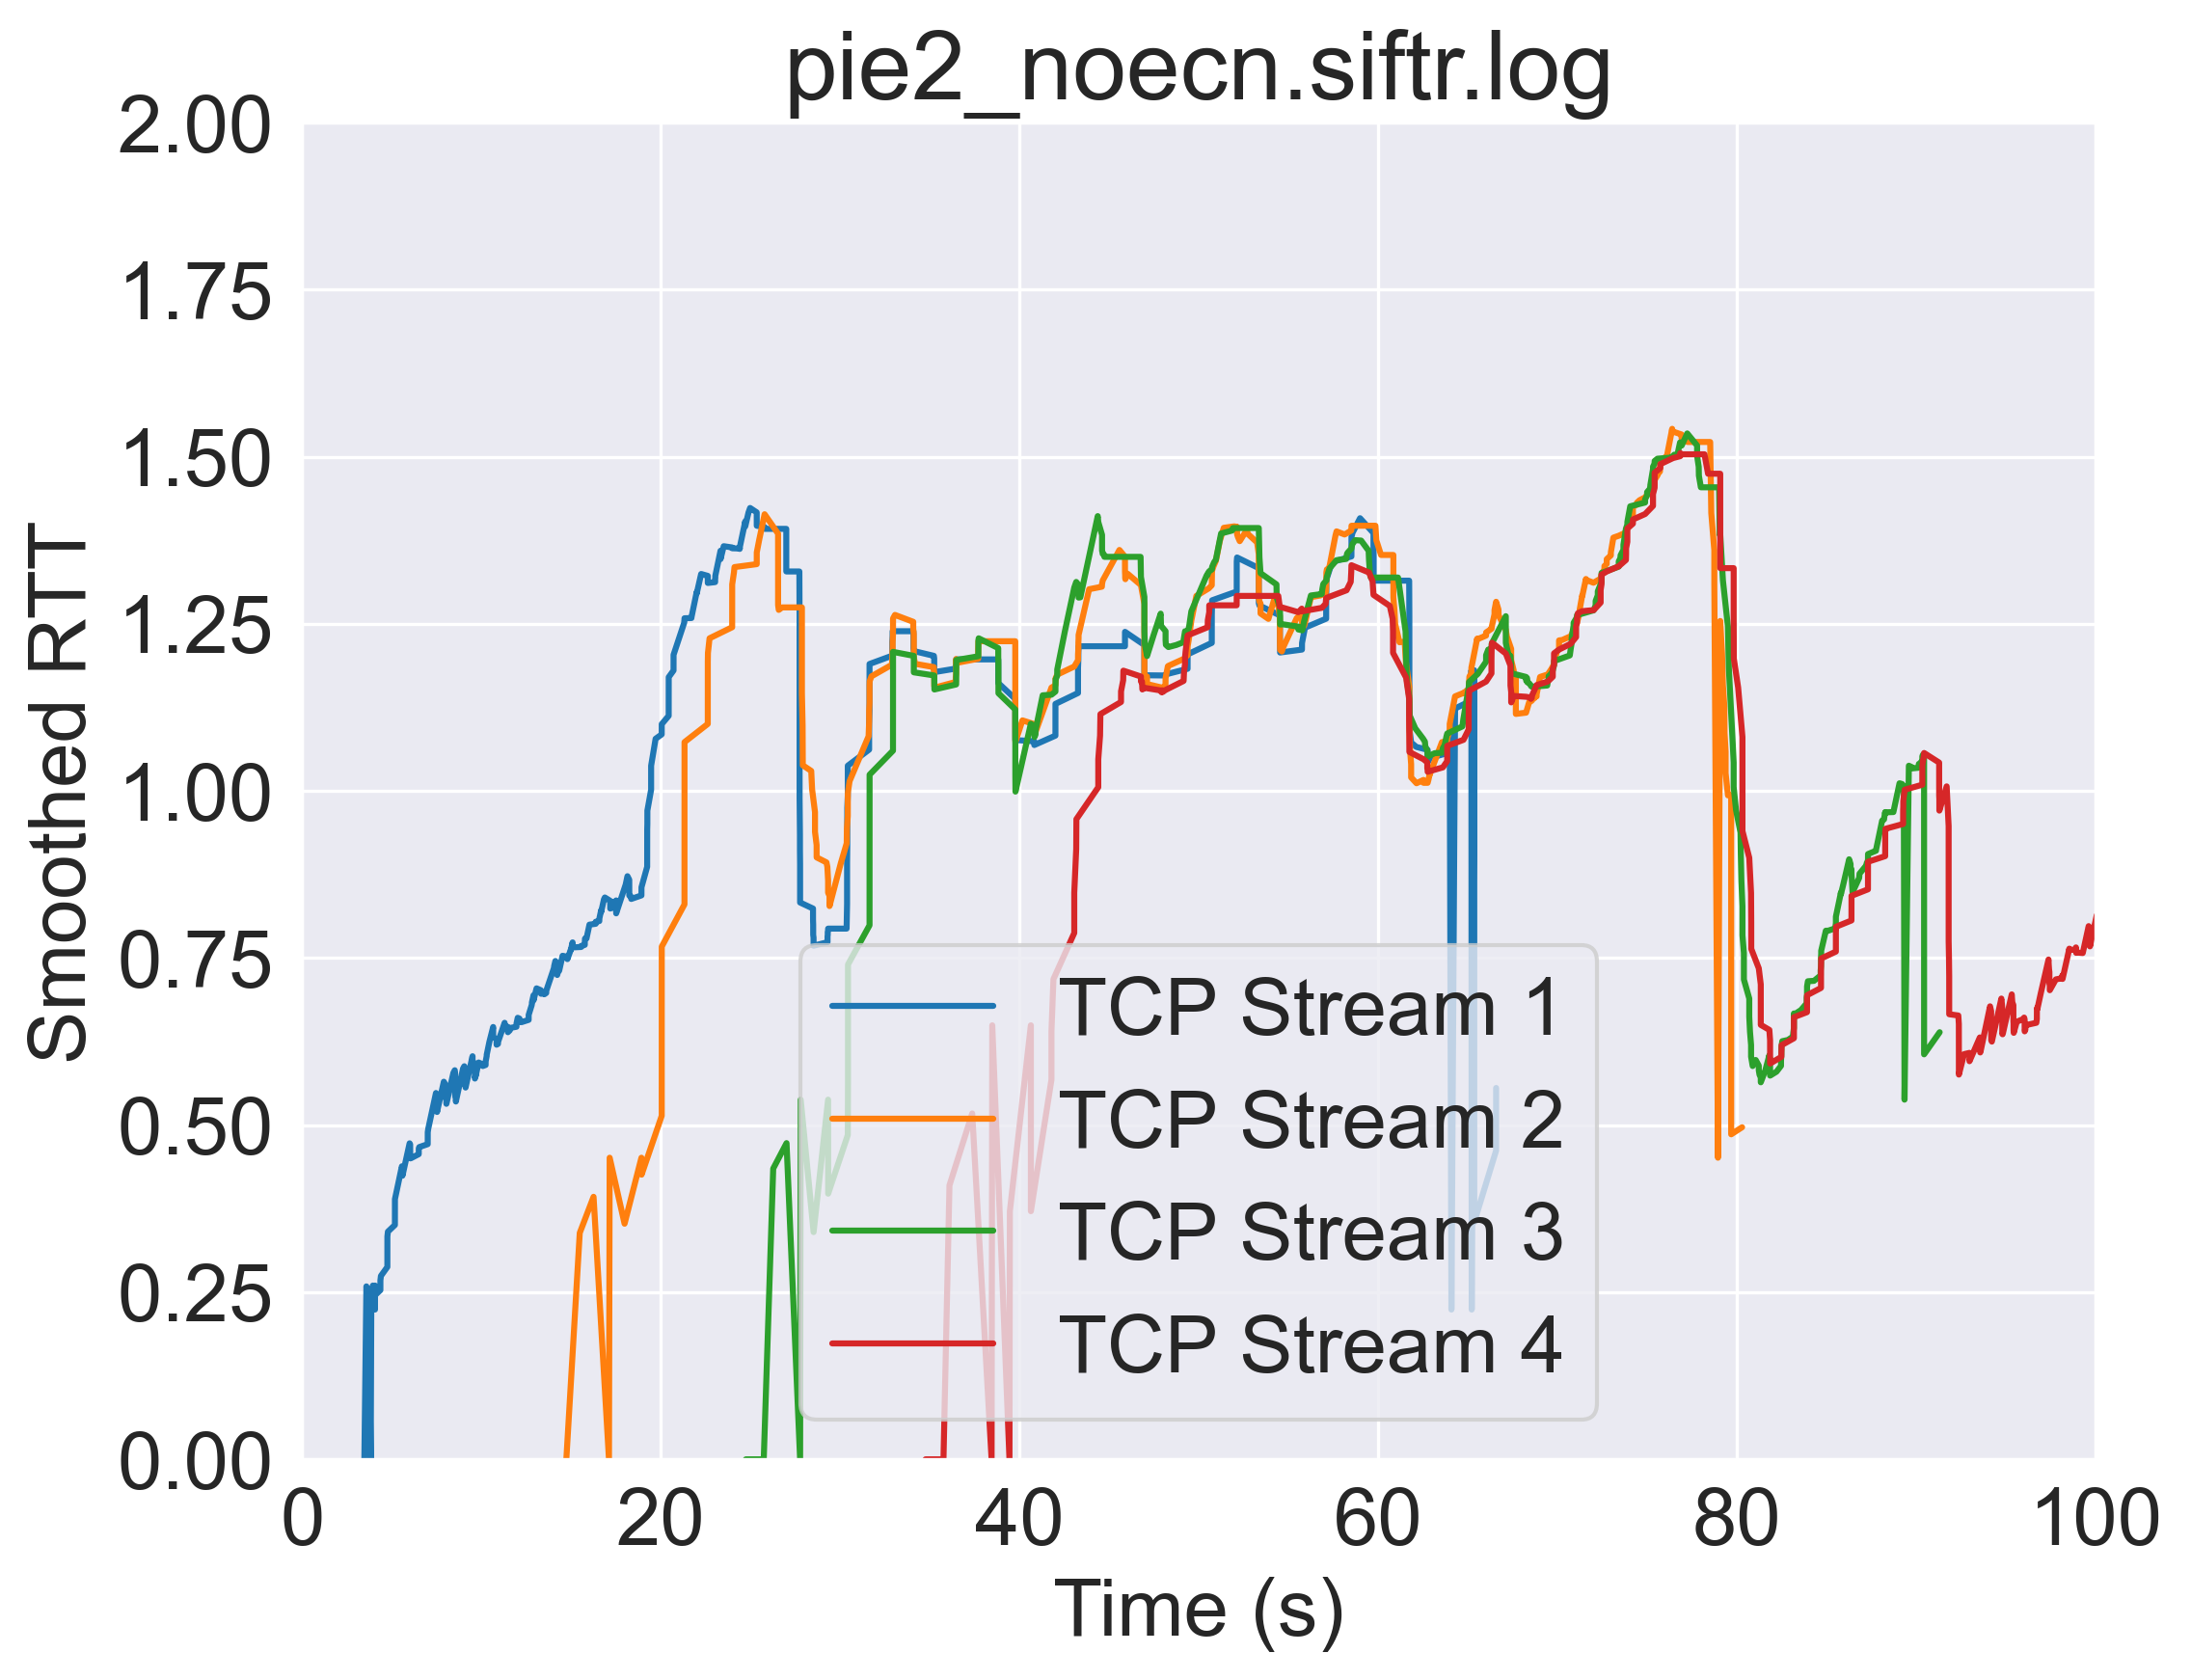 pie2_noecn.siftr.log
2.00
1.75
1.50
1.25
1.00
0.75
0.50
0.25
0.00
Smoothed RTT
TCP Stream 1
TCP Stream 2
TCP Stream 3
TCP Stream 4
0 20 40 60 80 100
Time (s)